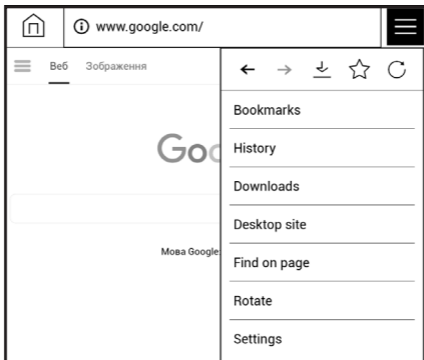 www.google.com/
Веб Зображення
Goo
Мова Google:
Bookmarks
History
Downloads
Desktop site
Find on page
Rotate
Settings